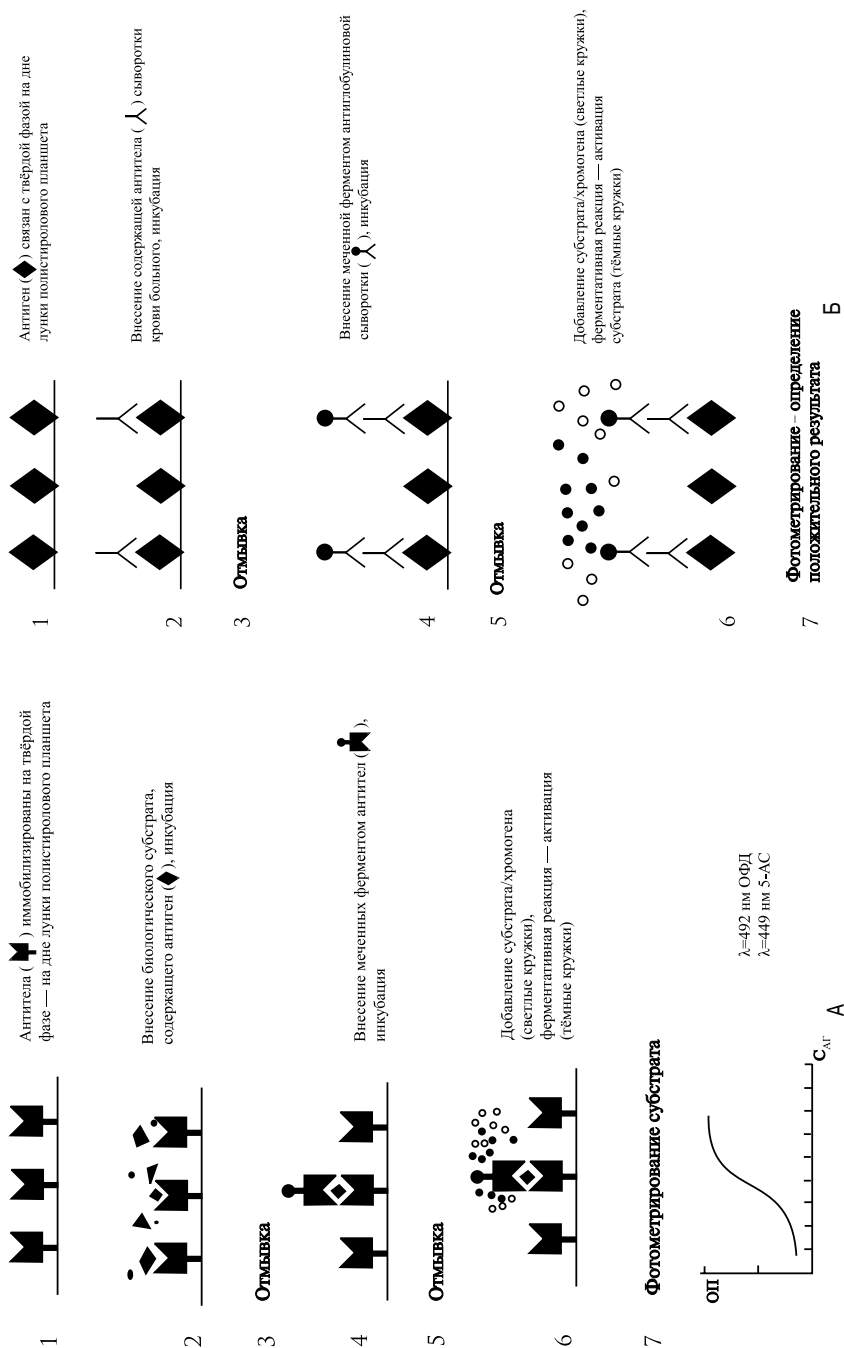 1
Антитела ( ) иммобилизированы на твёрдой
фазе — на дне лунки полистиролового планшета
2
Внесение биологического субстрата,
содержащего антиген ( ), инкубация
3
Отмывка
4
Внесение меченных ферментом антител ( ),
инкубация
5
Отмывка
6
Добавление субстрата/хромогена
(светлые кружки),
ферментативная реакция — активация
(тёмные кружки)
7
Фотометрирование субстрата
ОП
λ=492 нм ОФД
λ=449 нм 5-АС
САГ
А
1
Антиген ( ) связан с твёрдой фазой на дне
лунки полистиролового планшета
2
Внесение содержащей антитела ( ) сыворотки
крови больного, инкубация
3
Отмывка
4
Внесение меченной ферментом антиглобулиновой
сыворотки ( ), инкубация
5
Отмывка
6
Добавление субстрата/хромогена (светлые кружки),
ферментативная реакция — активация
субстрата (тёмные кружки)
7
Фотометрирование – определение
положительного результата
Б